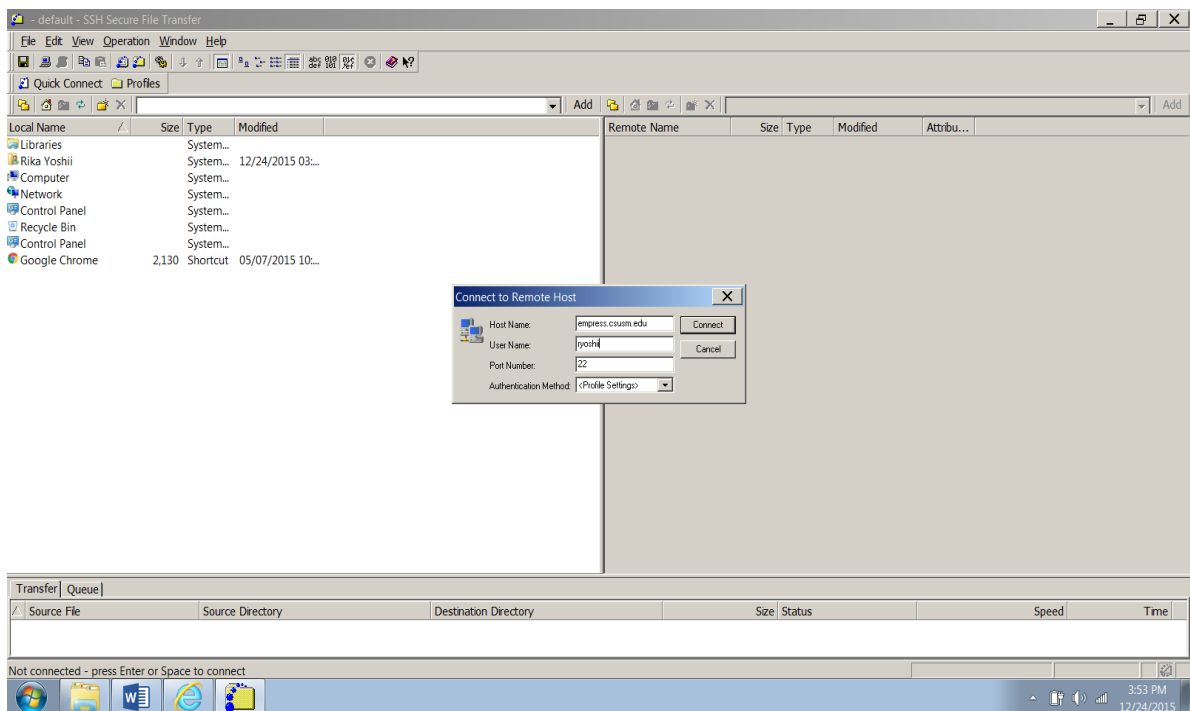 - default - SSH Secure File Transfer
File Edit View Operation Window Help
Quick Connect Profiles
Add Add
Local Name Size Type Modified Remote Name Size Type Modified Attribu...
Libraries System...
Rika Yoshii System... 12/24/2015 03:...
Computer System...
Network System...
Control Panel System...
Recycle Bin System...
Control Panel System...
Google Chrome 2,130 Shortcut 05/07/2015 10:...
Connect to Remote Host
Host Name: empress.csusm.edu Connect
User Name: ryoshii Cancel
Port Number: 22
Authentication Method: <Profile Settings>
Transfer Queue
Source File Source Directory Destination Directory Size Status Speed Time
Not connected - press Enter or Space to connect
3:53 PM
12/24/2015